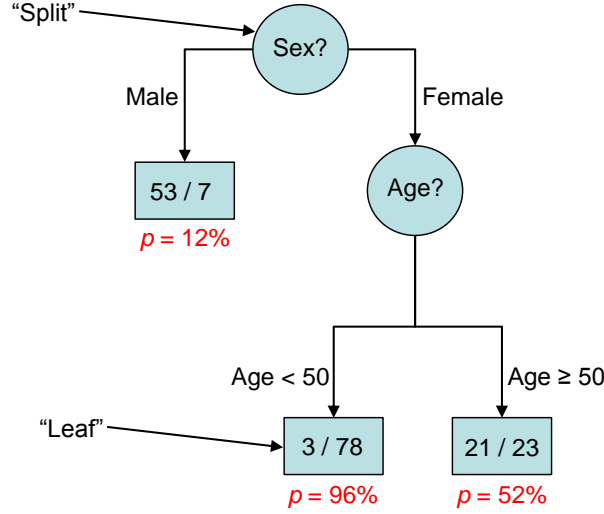 “Split”
Sex?
Male
Female
53 / 7
Age?
p = 12%
Age < 50
Age ≥ 50
“Leaf”
3 / 78
21 / 23
p = 96%
p = 52%